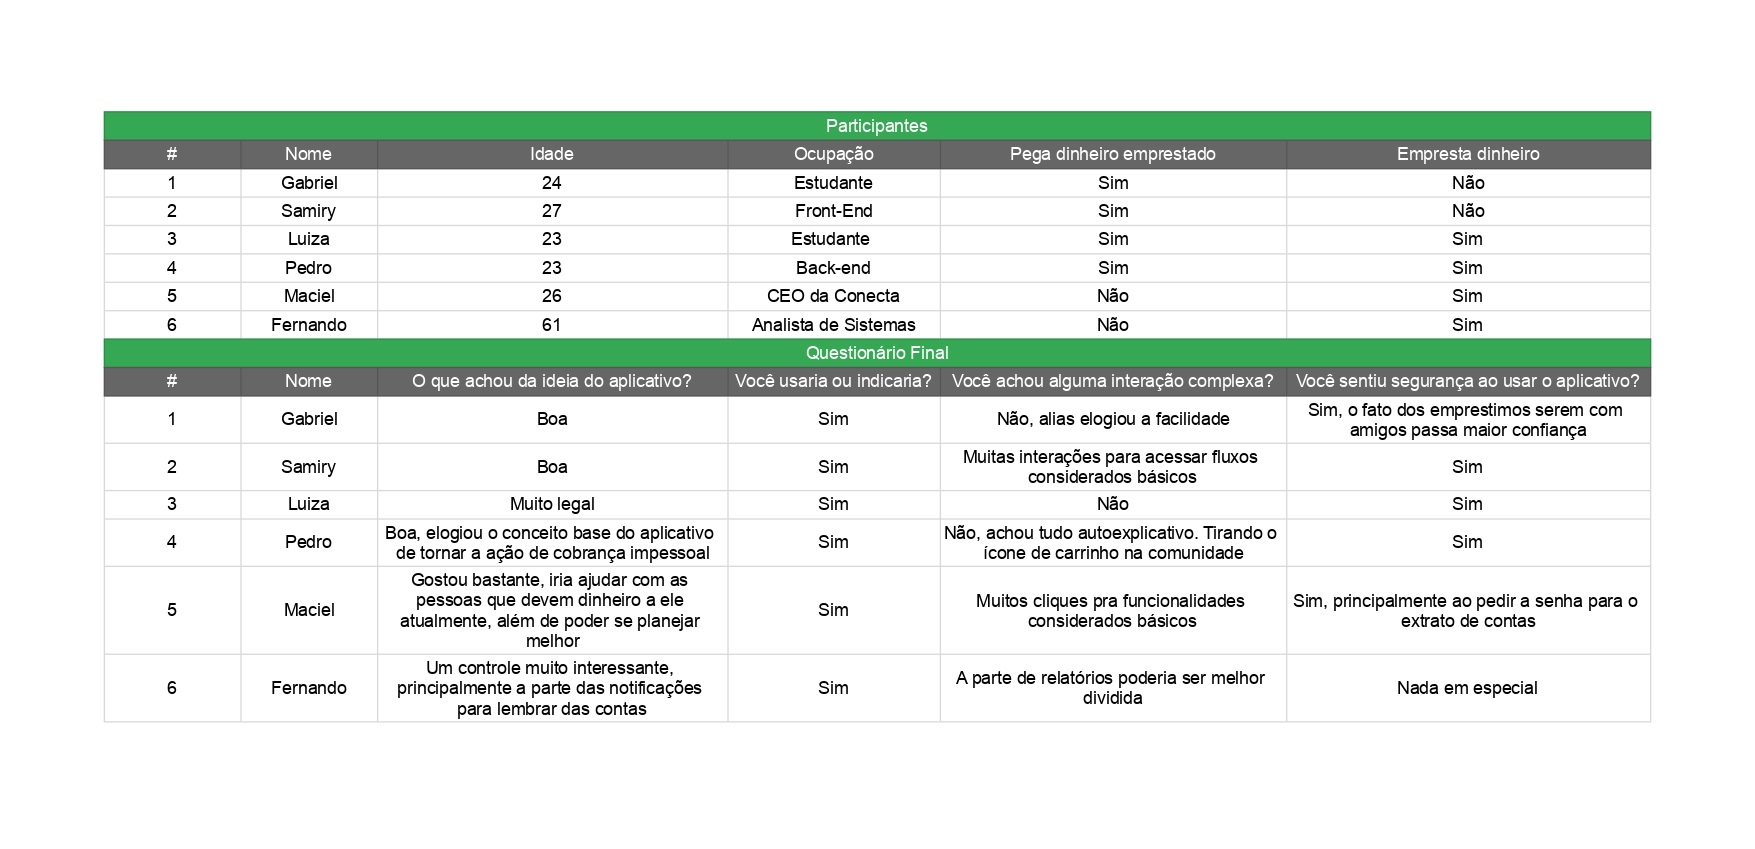 Participantes
# Nome Idade Ocupação Pega dinheiro emprestado Empresta dinheiro
1 Gabriel 24 Estudante Sim Não
2 Samiry 27 Front-End Sim Não
3 Luiza 23 Estudante Sim Sim
4 Pedro 23 Back-end Sim Sim
5 Maciel 26 CEO da Conecta Não Sim
6 Fernando 61 Analista de Sistemas Não Sim
Questionário Final
# Nome O que achou da ideia do aplicativo? Você usaria ou indicaria? Você achou alguma interação complexa? Você sentiu segurança ao usar o aplicativo?
1 Gabriel Boa Sim Não, alias elogiou a facilidade Sim, o fato dos emprestimos serem com
amigos passa maior confiança
2 Samiry Boa Sim Muitas interações para acessar fluxos
considerados básicos Sim
3 Luiza Muito legal Sim Não Sim
4 Pedro Boa, elogiou o conceito base do aplicativo
de tornar a ação de cobrança impessoal Sim Não, achou tudo autoexplicativo. Tirando o
ícone de carrinho na comunidade Sim
5 Maciel Gostou bastante, iria ajudar com as
pessoas que devem dinheiro a ele
atualmente, além de poder se planejar
melhor Sim Muitos cliques pra funcionalidades
considerados básicos Sim, principalmente ao pedir a senha para o
extrato de contas
6 Fernando Um controle muito interessante,
principalmente a parte das notificações
para lembrar das contas Sim A parte de relatórios poderia ser melhor
dividida Nada em especial